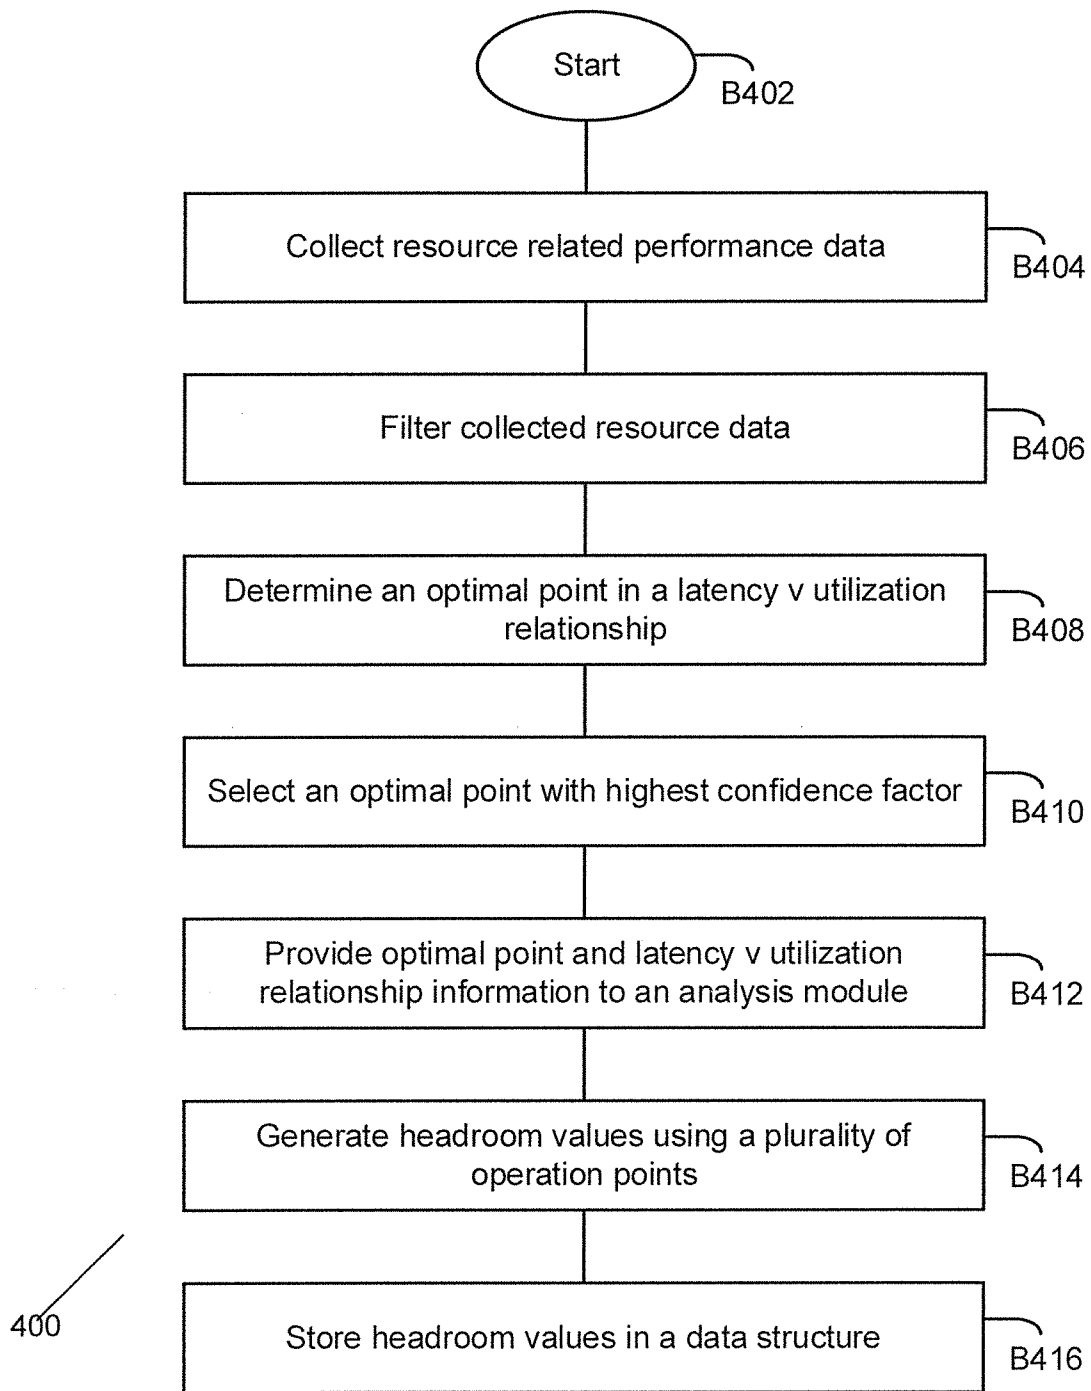 Start
B402
Collect resource related performance data
B404
Filter collected resource data
B406
Determine an optimal point in a latency v utilization
relationship
B408
Select an optimal point with highest confidence factor
B410
Provide optimal point and latency v utilization
relationship information to an analysis module
B412
Generate headroom values using a plurality of
operation points
B414
400
Store headroom values in a data structure
B416